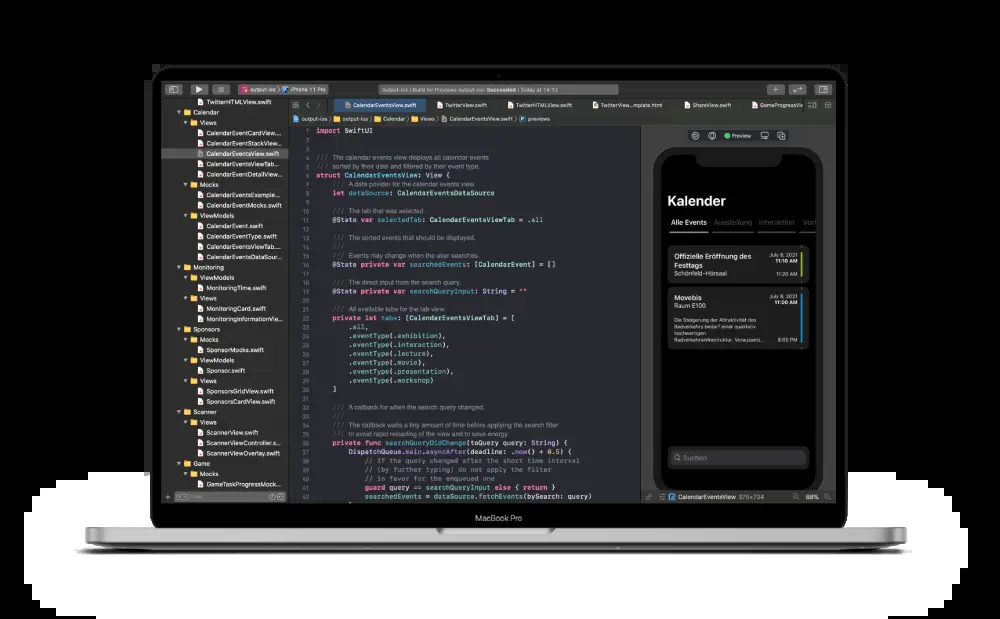 output-ios
iPhone 11 Pro
output-ios | Build for Previews output-ios: Succeeded | Today at 14:12
TwitterHTMLView.swift
Calendar
Views
CalendarEventCardView....
CalendarEventStackView...
CalendarEventsView.swift
CalendarEventsViewTab....
CalendarEventDetailView...
Mocks
CalendarEventsExample...
CalendarEventMocks.swift
ViewModels
CalendarEvent.swift
CalendarEventType.swift
CalendarEventsViewTab....
CalendarEventsDataSour...
Monitoring
ViewModels
MonitoringTime.swift
Views
MonitoringCard.swift
MonitoringInformationVie...
Sponsors
Mocks
SponsorMocks.swift
ViewModels
Sponsor.swift
Views
SponsorsGridView.swift
SponsorsCardView.swift
Scanner
Views
ScannerView.swift
ScannerViewController.s...
ScannerViewOverlay.swift
Game
Mocks
GameTaskProgressMock...
CalendarEventsView.swift
TwitterView.swift
TwitterHTMLView.swift
TwitterView_mplate.html
ShareView.swift
GameProgressVie
output-ios
output-ios
Calendar
Views
CalendarEventsView.swift
previews
1 import SwiftUI
2
3
4 /// The calendar events view displays all calendar events
5 /// sorted by their date and filtered by their event type.
6 struct CalendarEventsView: View {
7 /// A date provider for the calendar events view.
8 let dataSource: CalendarEventsDataSource
9
10 /// The tab that was selected
11 @State var selectedTab: CalendarEventsViewTab = .all
12
13 /// The sorted events that should be displayed.
14 ///
15 /// Events may change when the user searches.
16 @State private var searchedEvents: [CalendarEvent] = []
17
18 /// The direct input from the search query.
19 @State private var searchQueryInput: String = ""
20
21 /// All available tabs for the tab view.
22 private let tabs: [CalendarEventsViewTab] = [
23 .all,
24 .eventType(.exhibition),
25 .eventType(.interaction),
26 .eventType(.lecture),
27 .eventType(.movie),
28 .eventType(.presentation),
29 .eventType(.workshop)
30 ]
31
32 /// A callback for when the search query changed.
33 ///
34 /// The callback waits a tiny amount of time before applying the search filter
35 /// to avoid rapid reloading of the view and to save energy
36 private func searchQueryDidChange(toQuery query: String) {
37 DispatchQueue.main.asyncAfter(deadline: .now() + 0.5) {
38 // If the query changed after the short time interval
39 // (by further typing) do not apply the filter
40 // in favor for the enqueued one
41 guard query == searchQueryInput else { return }
42 searchedEvents = dataSource.fetchEvents(bySearch: query)
Preview
Kalender
Alle Events
Ausstellung
Interaktion
Vort
Offizielle Eröffnung des
Festtags
Schönfeld-Hörsaal
July 8, 2021
11:10 AM
11:20 AM
Movebis
Raum E100
July 8, 2021
11:00 AM
Die Steigerung der Attraktivität des
Radverkehrs bedarf einer qualitativ
hochwertigen
Radverkehrsinfrastruktur. Voraussetz...
6:00 PM
Suchen
CalendarEventsView 375×734
68%
MacBook Pro